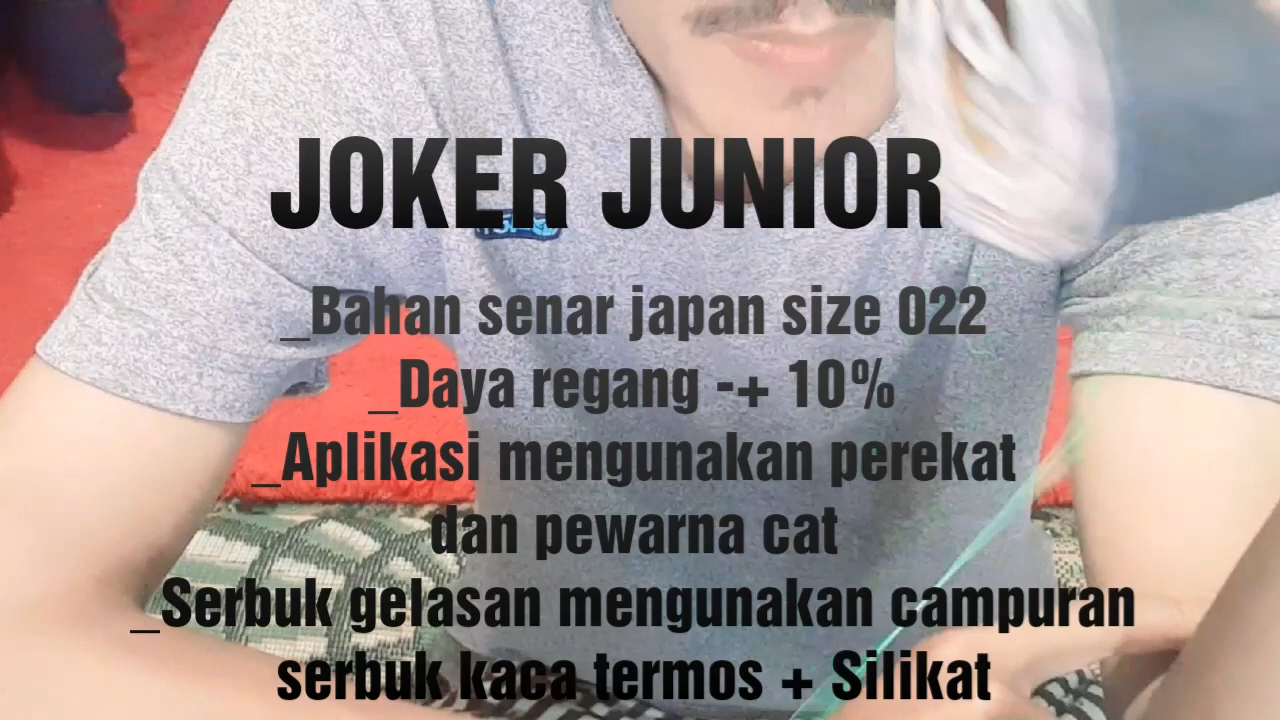 JOKER JUNIOR
_Bahan senar japan size 022
_Daya regang -+ 10%
_Aplikasi mengunakan perekat
dan pewarna cat
_Serbuk gelasan mengunakan campuran
serbuk kaca termos + Silikat